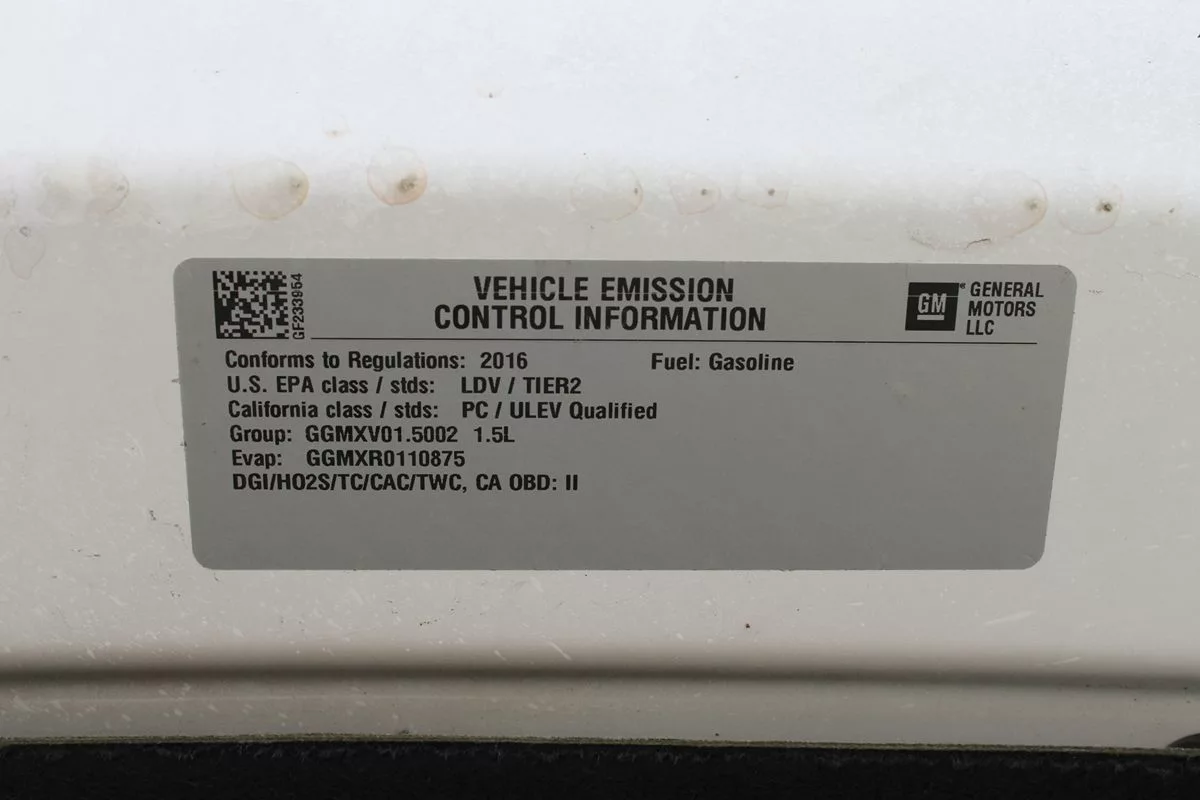 VEHICLE EMISSION
CONTROL INFORMATION
GF233954
GM
® GENERAL
MOTORS
LLC
Conforms to Regulations: 2016 Fuel: Gasoline
U.S. EPA class / stds: LDV / TIER2
California class / stds: PC / ULEV Qualified
Group: GGMXV01.5002 1.5L
Evap: GGMXR0110875
DGI/HO2S/TC/CAC/TWC, CA OBD: II